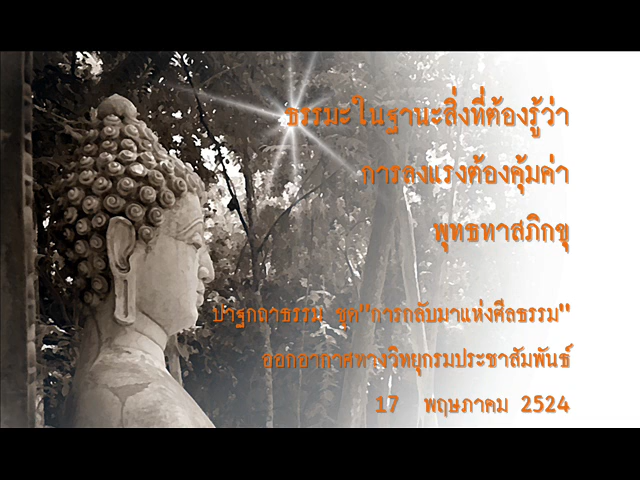 ธรรมะในฐานะสิ่งที่ต้องรู้ว่า
การลงแรงต้องคุ้มค่า
พุทธทาสภิกขุ
ปาฐกถาธรรม ชุด"การกลับมาแห่งศีลธรรม"
ออกอากาศทางวิทยุกรมประชาสัมพันธ์
17 พฤษภาคม 2524